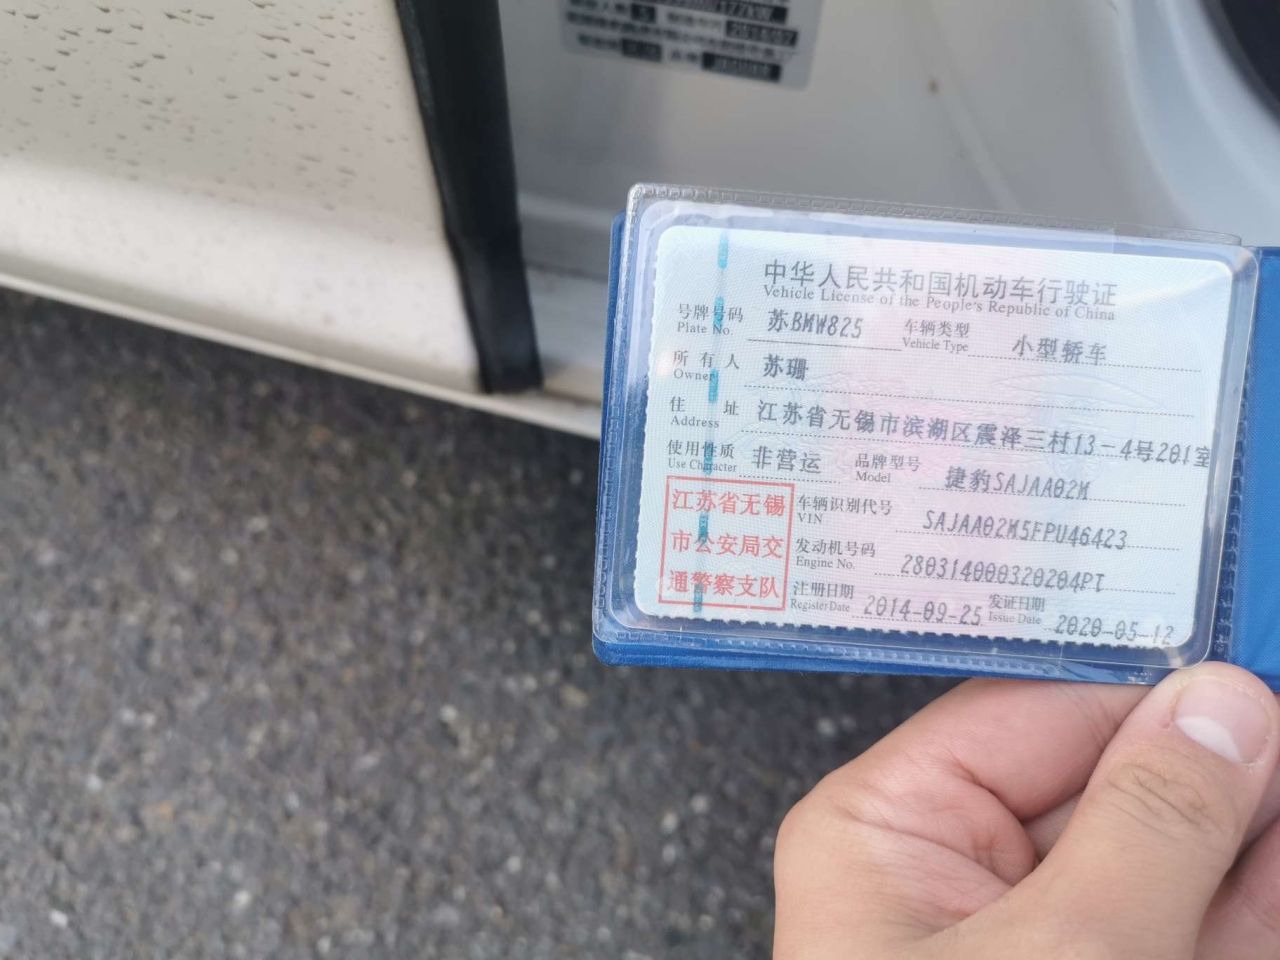 中华人民共和国机动车行驶证
Vehicle License of the People's Republic of China
号牌号码 苏BMW825 车辆类型 小型轿车
Plate No. Vehicle Type
所有人 苏珊
Owner
住址 江苏省无锡市滨湖区震泽三村13-4号201室
Address
使用性质 非营运 品牌型号 捷豹SAJAA02M
Use Character Model
江苏省无锡
市公安局交
通警察支队
车辆识别代号 SAJAA02M5FPU46423
VIN
发动机号码 280314000320204PT
Engine No.
注册日期 2014-09-25 发证日期 2020-05-12
Register Date Issue Date